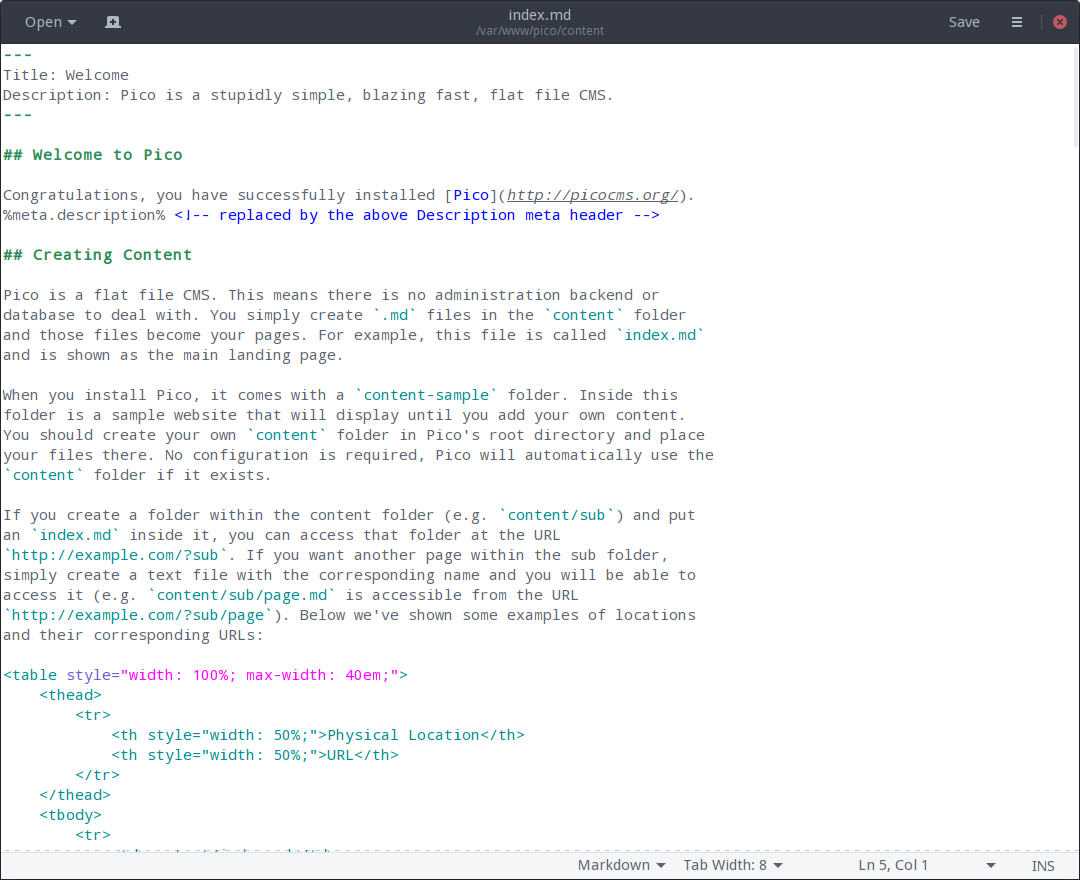 Open
index.md
/var/www/pico/content
Save
---
Title: Welcome
Description: Pico is a stupidly simple, blazing fast, flat file CMS.
---
## Welcome to Pico
Congratulations, you have successfully installed [Pico](http://picocms.org/).
%meta.description% <!-- replaced by the above Description meta header -->
## Creating Content
Pico is a flat file CMS. This means there is no administration backend or
database to deal with. You simply create `.md` files in the `content` folder
and those files become your pages. For example, this file is called `index.md`
and is shown as the main landing page.
When you install Pico, it comes with a `content-sample` folder. Inside this
folder is a sample website that will display until you add your own content.
You should create your own `content` folder in Pico's root directory and place
your files there. No configuration is required, Pico will automatically use the
`content` folder if it exists.
If you create a folder within the content folder (e.g. `content/sub`) and put
an `index.md` inside it, you can access that folder at the URL
`http://example.com/?sub`. If you want another page within the sub folder,
simply create a text file with the corresponding name and you will be able to
access it (e.g. `content/sub/page.md` is accessible from the URL
`http://example.com/?sub/page`). Below we've shown some examples of locations
and their corresponding URLs:
<table style="width: 100%; max-width: 40em;">
    <thead>
        <tr>
            <th style="width: 50%;">Physical Location</th>
            <th style="width: 50%;">URL</th>
        </tr>
    </thead>
    <tbody>
        <tr>
Markdown
Tab Width: 8
Ln 5, Col 1
INS